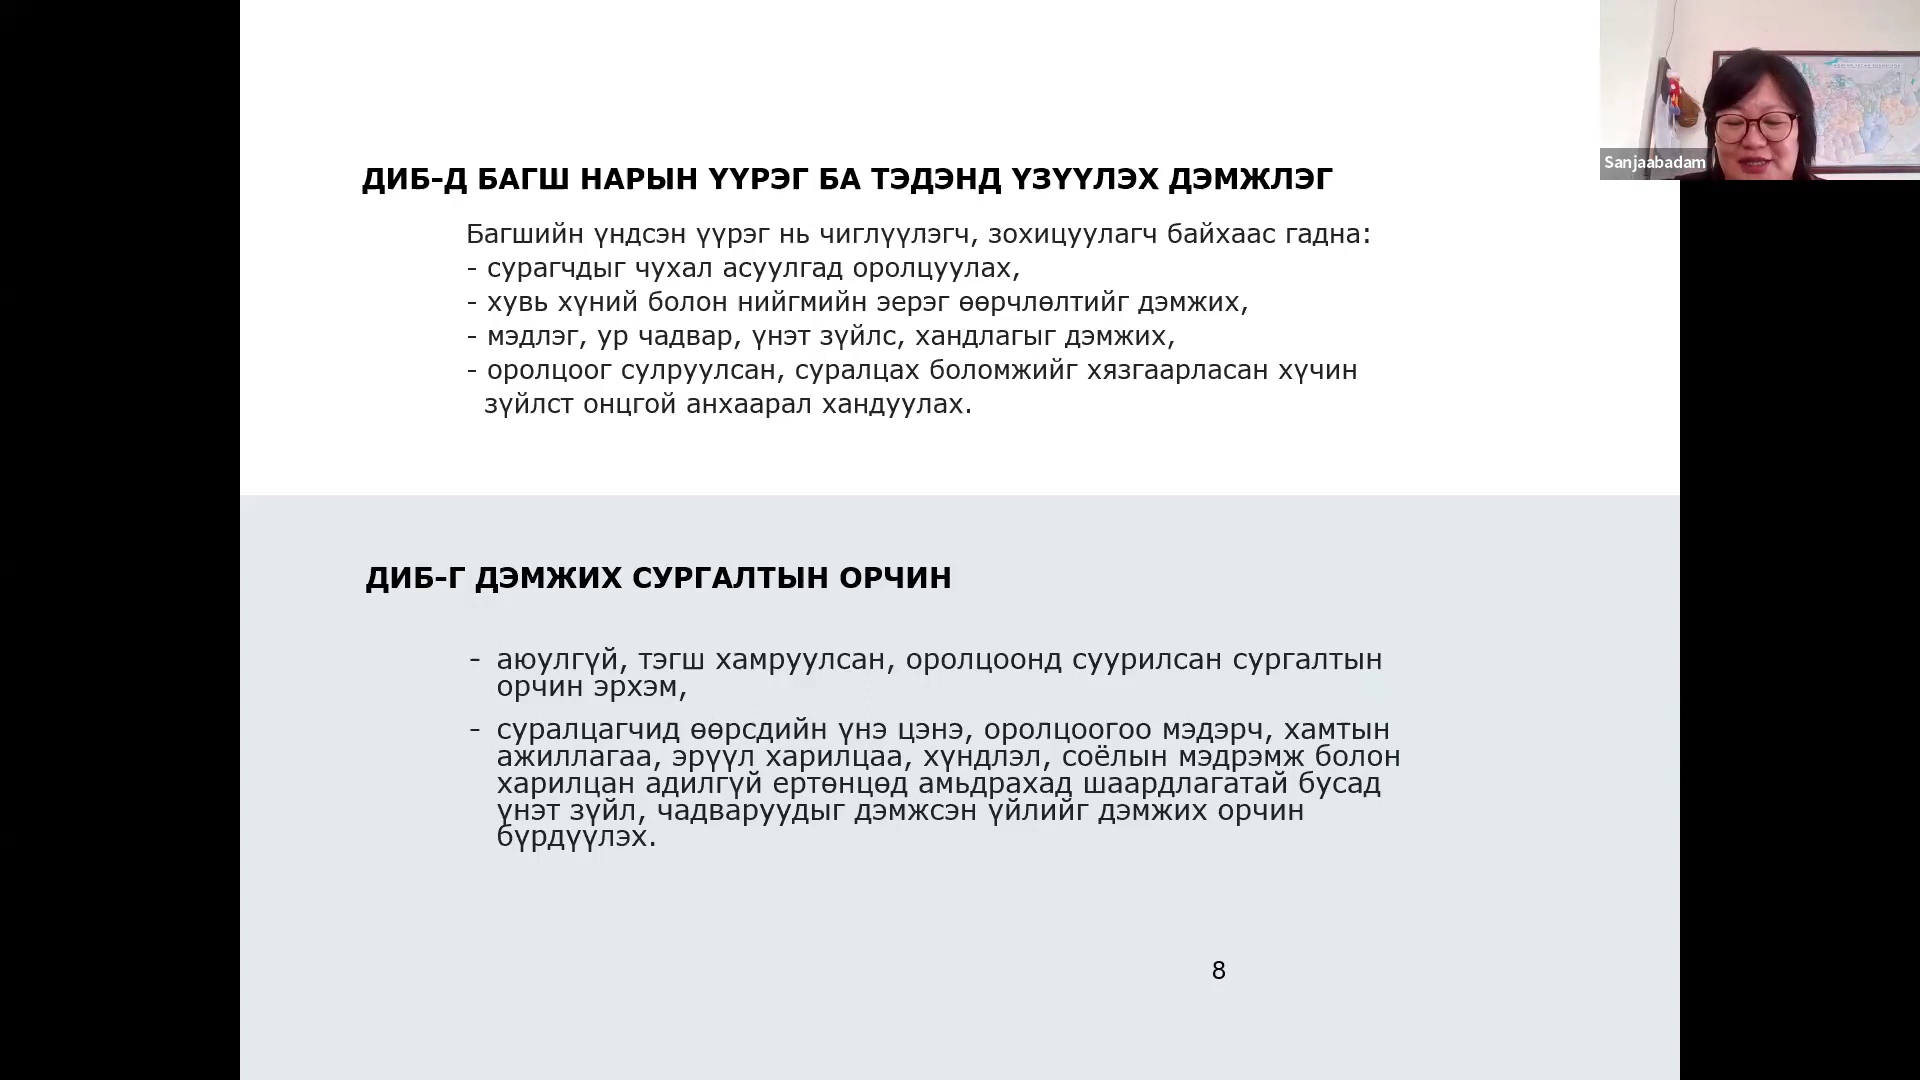 ДИБ-Д БАГШ НАРЫН ҮҮРЭГ БА ТЭДЭНД ҮЗҮҮЛЭХ ДЭМЖЛЭГ
Багшийн үндсэн үүрэг нь чиглүүлэгч, зохицуулагч байхаас гадна:
- сурагчдыг чухал асуулгад оролцуулах,
- хувь хүний болон нийгмийн эерэг өөрчлөлтийг дэмжих,
- мэдлэг, ур чадвар, үнэт зүйлс, хандлагыг дэмжих,
- оролцоог сулруулсан, суралцах боломжийг хязгаарласан хүчин
зүйлст онцгой анхаарал хандуулах.
Sanjaabadam
ДИБ-Г ДЭМЖИХ СУРГАЛТЫН ОРЧИН
- аюулгүй, тэгш хамруулсан, оролцоонд суурилсан сургалтын
орчин эрхэм,
- суралцагчид өөрсдийн үнэ цэнэ, оролцоогоо мэдэрч, хамтын
ажиллагаа, эрүүл харилцаа, хүндлэл, соёлын мэдрэмж болон
харилцан адилгүй ертөнцөд амьдрахад шаардлагатай бусад
үнэт зүйл, чадваруудыг дэмжсэн үйлийг дэмжих орчин
бүрдүүлэх.
8